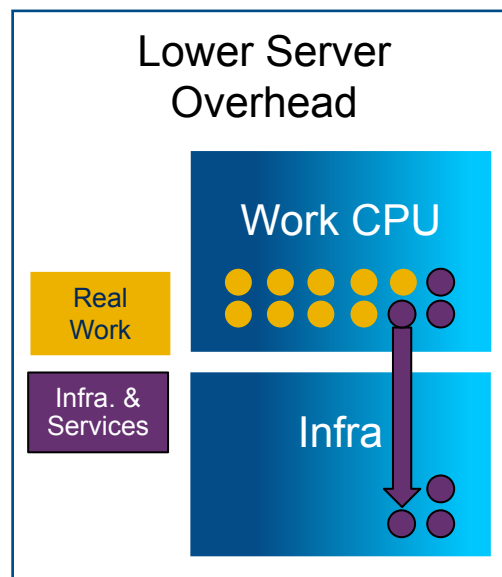 Lower Server
Overhead
Work CPU
Real
Work
Infra. &
Services
Infra